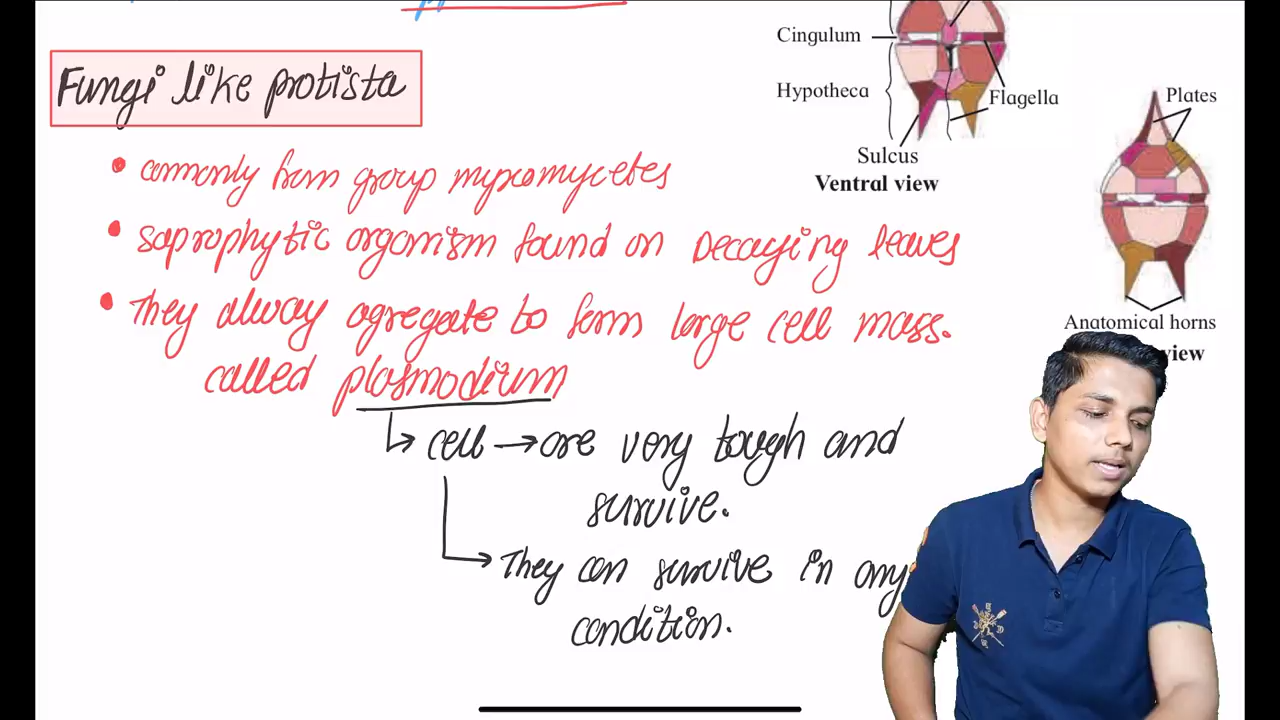 Cingulum
Hypotheca
Flagella
Plates
Sulcus
Ventral view
Fungi like protista
commonly from group myxomycetes
saprophytic organism found on Decaying leaves
They alway agregate to form large cell mass.
called plasmodium
Anatomical horns
view
cell → are very tough and
survive.
They can survive in any
condition.